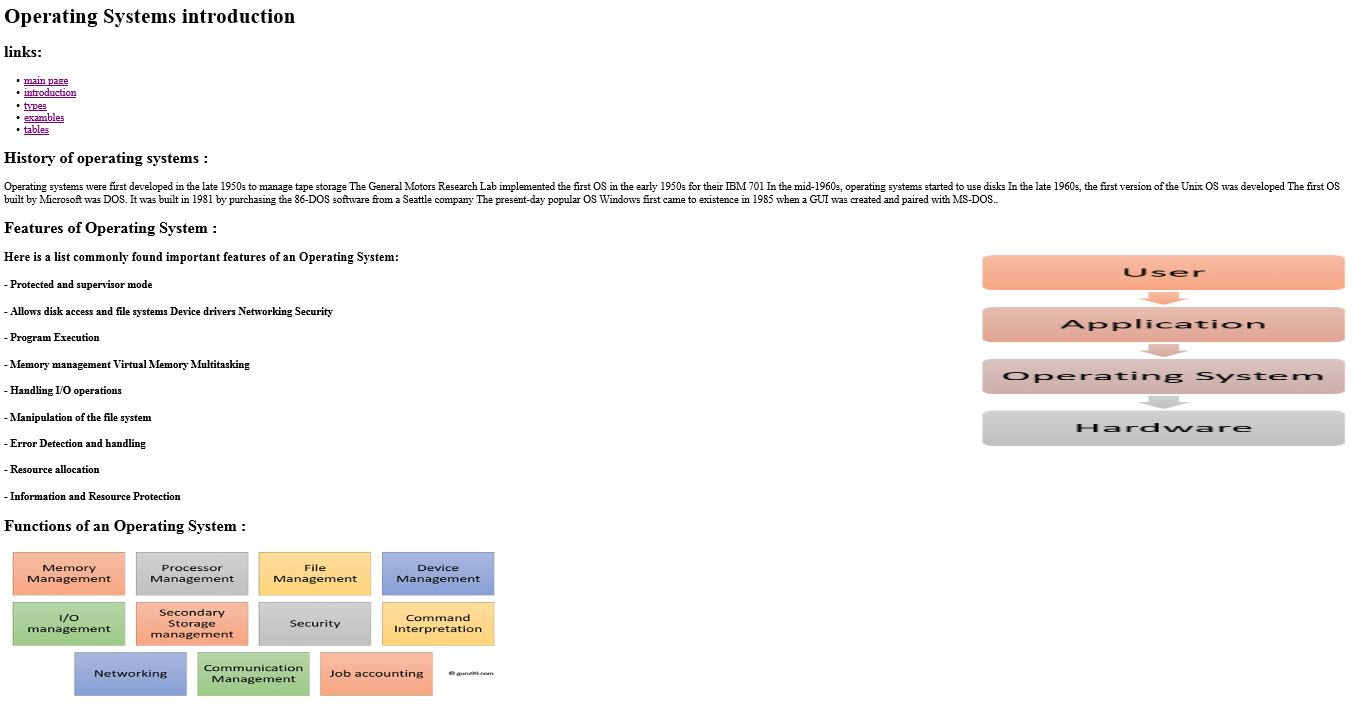 Operating Systems introduction
links:
• main page
• introduction
• types
• exambles
• tables
History of operating systems :
Operating systems were first developed in the late 1950s to manage tape storage The General Motors Research Lab implemented the first OS in the early 1950s for their IBM 701 In the mid-1960s, operating systems started to use disks In the late 1960s, the first version of the Unix OS was developed The first OS
built by Microsoft was DOS. It was built in 1981 by purchasing the 86-DOS software from a Seattle company The present-day popular OS Windows first came to existence in 1985 when a GUI was created and paired with MS-DOS..
Features of Operating System :
Here is a list commonly found important features of an Operating System:
- Protected and supervisor mode
- Allows disk access and file systems Device drivers Networking Security
- Program Execution
- Memory management Virtual Memory Multitasking
- Handling I/O operations
- Manipulation of the file system
- Error Detection and handling
- Resource allocation
- Information and Resource Protection
User
Application
Operating System
Hardware
Functions of an Operating System :
Memory
Management
Processor
Management
File
Management
Device
Management
I/O
management
Secondary
Storage
management
Security
Command
Interpretation
Networking
Communication
Management
Job accounting
© guru99.com